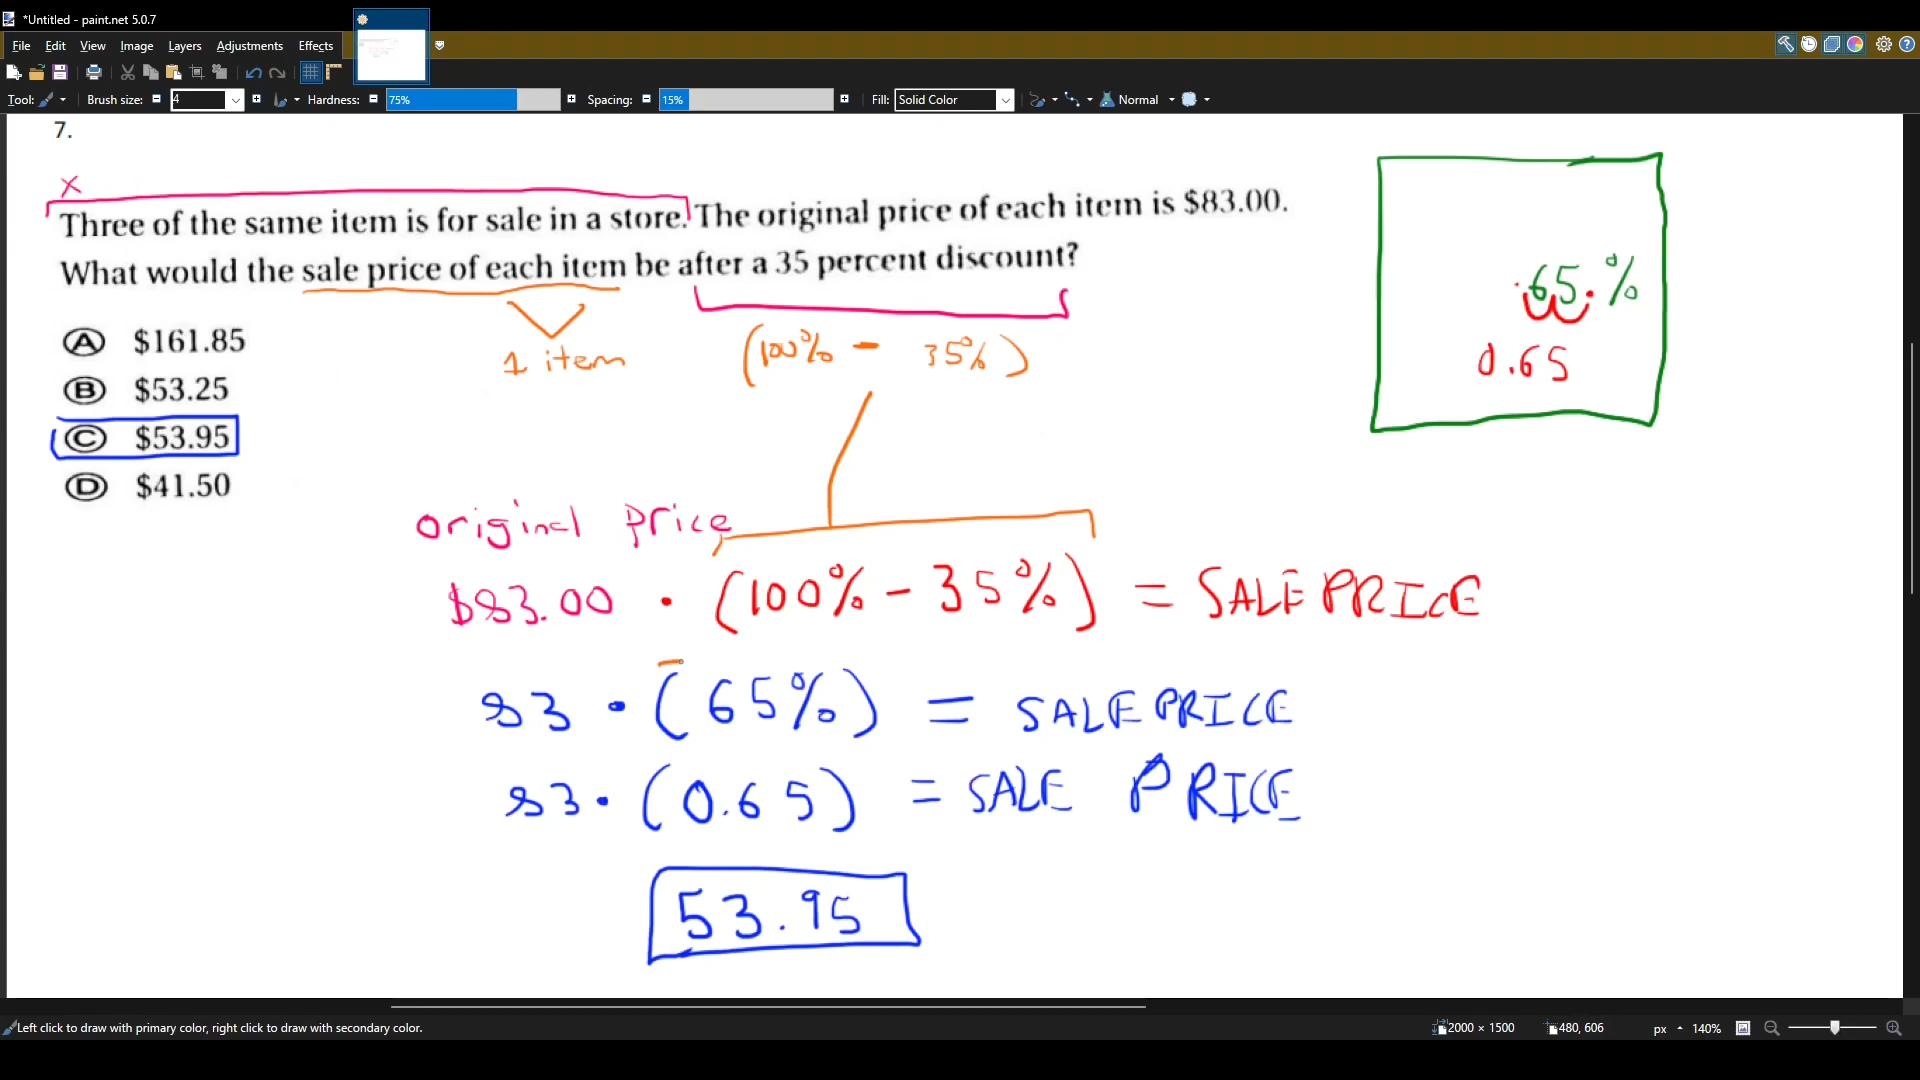 *Untitled - paint.net 5.0.7
File Edit View Image Layers Adjustments Effects
Tool: Brush size: 4 Hardness: 75% Spacing: 15% Fill: Solid Color Normal
7.
x
Three of the same item is for sale in a store. The original price of each item is $83.00.
What would the sale price of each item be after a 35 percent discount?
A $161.85
B $53.25
C $53.95
D $41.50
1 item
(100% - 35%)
.65.%
0.65
original price
$83.00 • (100% - 35%) = SALE PRICE
83 • (65%) = SALE PRICE
83 • (0.65) = SALE PRICE
53.95
Left click to draw with primary color, right click to draw with secondary color.
2000 × 1500 480, 606 px 140%